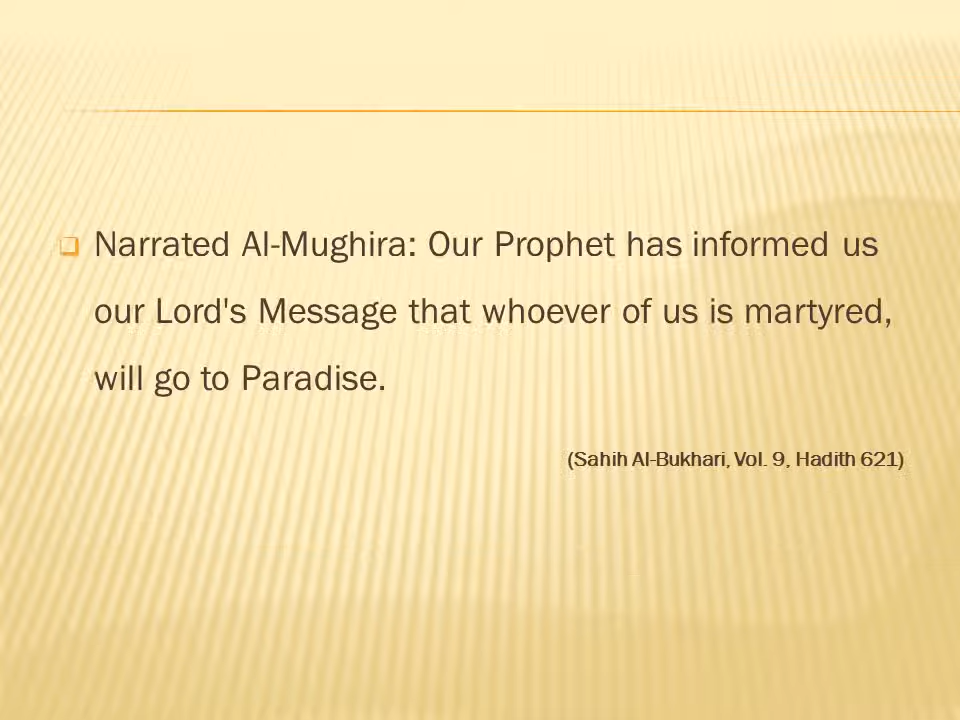 Narrated Al-Mughira: Our Prophet has informed us
our Lord's Message that whoever of us is martyred,
will go to Paradise.
(Sahih Al-Bukhari, Vol. 9, Hadith 621)